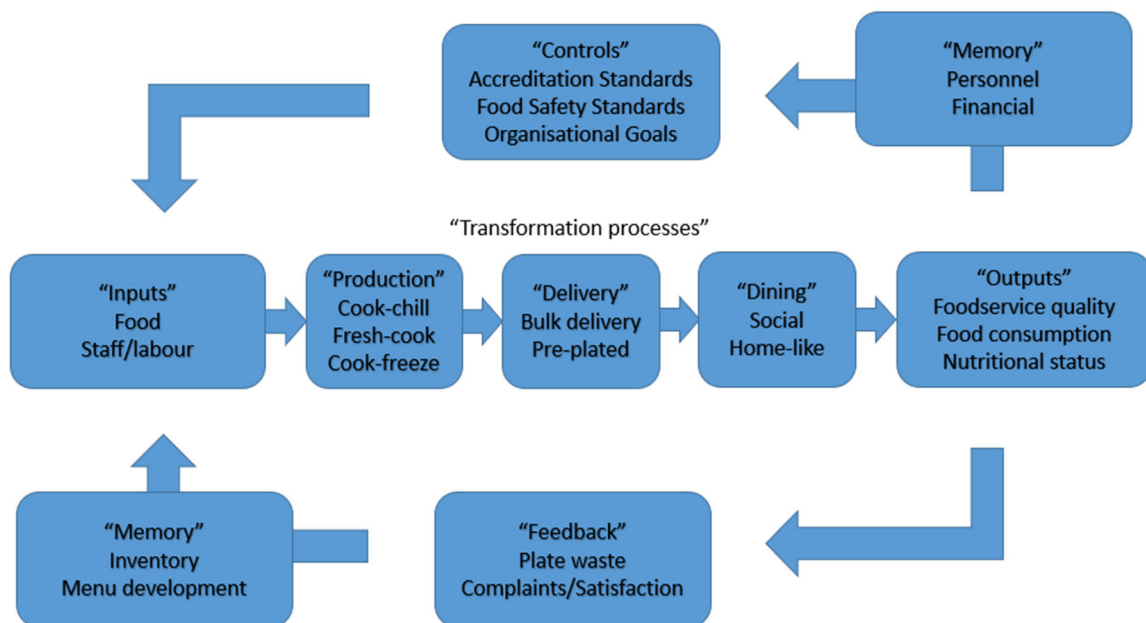 “Controls”
Accreditation Standards
Food Safety Standards
Organisational Goals
“Memory”
Personnel
Financial
“Transformation processes”
“Inputs”
Food
Staff/labour
“Production”
Cook-chill
Fresh-cook
Cook-freeze
“Delivery”
Bulk delivery
Pre-plated
“Dining”
Social
Home-like
“Outputs”
Foodservice quality
Food consumption
Nutritional status
“Memory”
Inventory
Menu development
“Feedback”
Plate waste
Complaints/Satisfaction